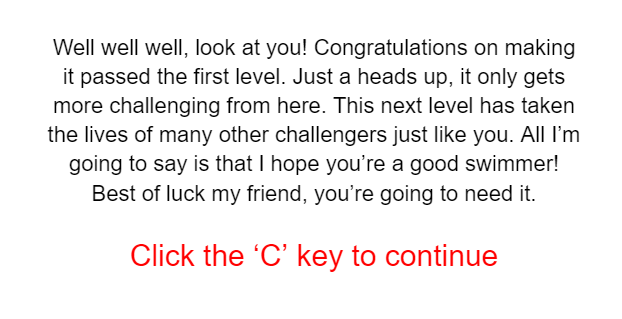 Well well well, look at you! Congratulations on making
it passed the first level. Just a heads up, it only gets
more challenging from here. This next level has taken
the lives of many other challengers just like you. All I’m
going to say is that I hope you’re a good swimmer!
Best of luck my friend, you’re going to need it.
Click the ‘C’ key to continue